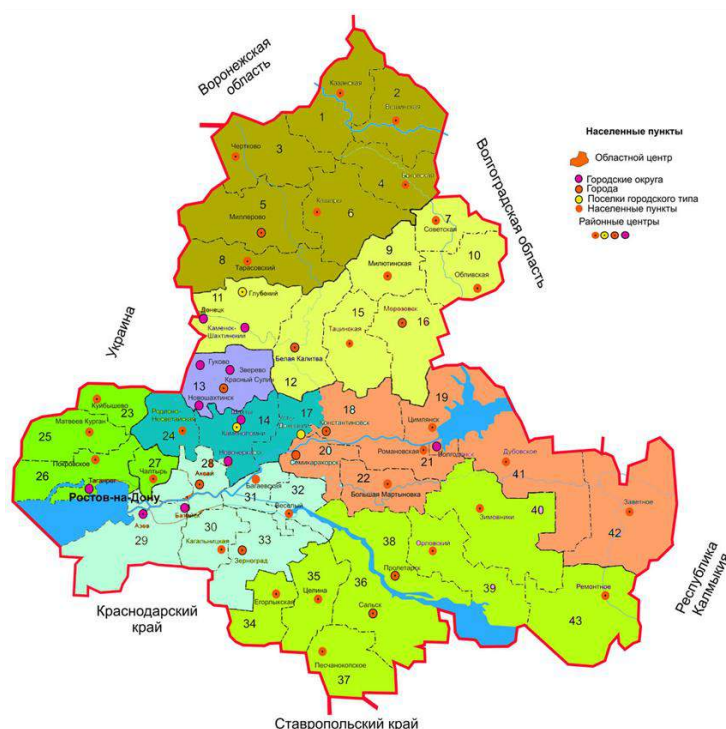 Воронежская
область
Казанская
1
2
Вешенская
3
Чертково
4
Боковская
5
Миллерово
Кашары
6
8
Тарасовский
Волгоградская область
7
Советская
9
Милютинская
10
Обливская
11
Глубокий
Донецк
Каменск-
Шахтинский
15
Тацинская
Морозовск
16
Белая Калитва
12
Украина
Гуково
Зверево
13
Красный Сулин
Новошахтинск
Населенные пункты
Областной центр
Городские округа
Города
Поселки городского типа
Населенные пункты
Районные центры
Куйбышево
23
25
Матвеев Курган
26
Покровское
Таганрог
24
27
Чалтырь
14
Новочеркасск
17
18
Константиновск
19
Цимлянск
20
Семикаракорск
Романовская
21
Волгодонск
22
Большая Мартыновка
Дубовское
41
Заветное
42
28
Аксай
Ростов-на-Дону
Азов
29
Багаевская
31
32
Весёлый
30
Кагальницкая
33
Зерноград
Зимовники
40
38
Орловский
Пролетарск
39
Ремонтное
43
35
Целина
36
Сальск
Егорлыкская
34
Песчанокопское
37
Краснодарский
край
Ставропольский край
Республика
Калмыкия